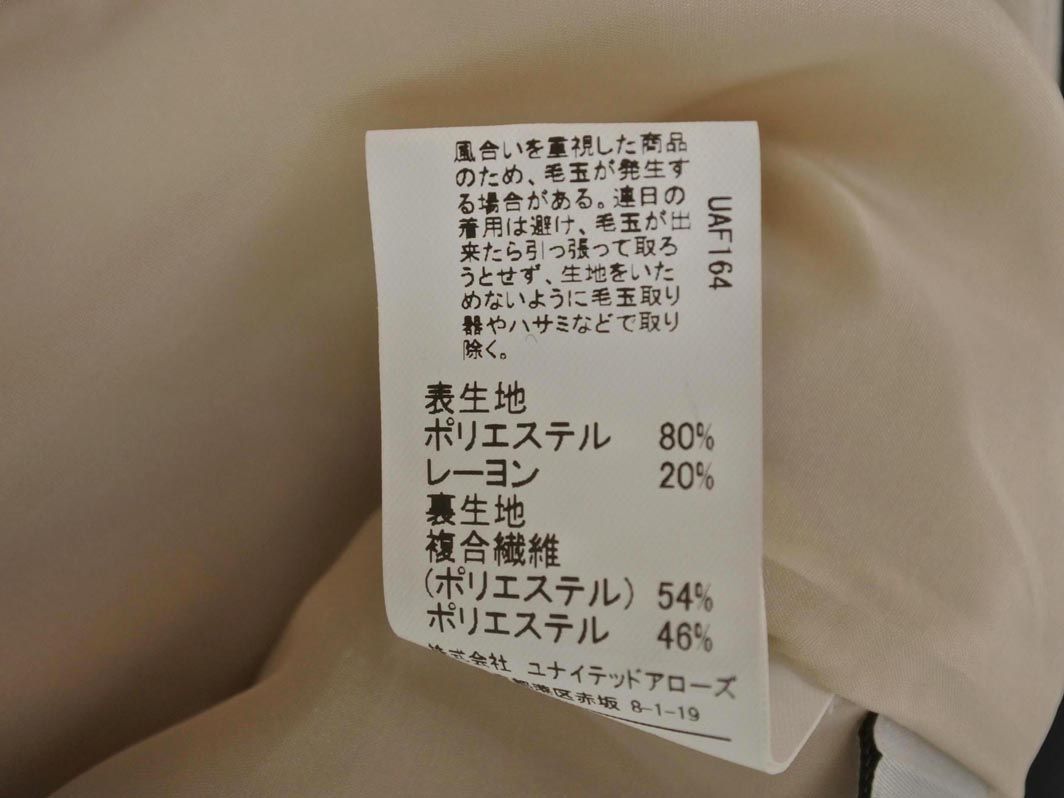 風合いを重視した商品
のため、毛玉が発生す
る場合がある。連日の
着用は避け、毛玉が出
来たら引っ張って取ろ
うとせず、生地をいた
めないように毛玉取り
器やハサミなどで取り
除く。
UAF164
表生地
ポリエステル 80%
レーヨン 20%
裏生地
複合繊維
(ポリエステル) 54%
ポリエステル 46%
株式会社 ユナイテッドアローズ
港区赤坂 8-1-19